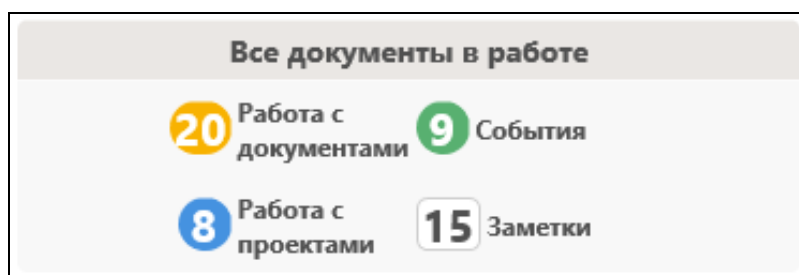 Все документы в работе
20 Работа с
документами
9 События
8 Работа с
проектами
15 Заметки